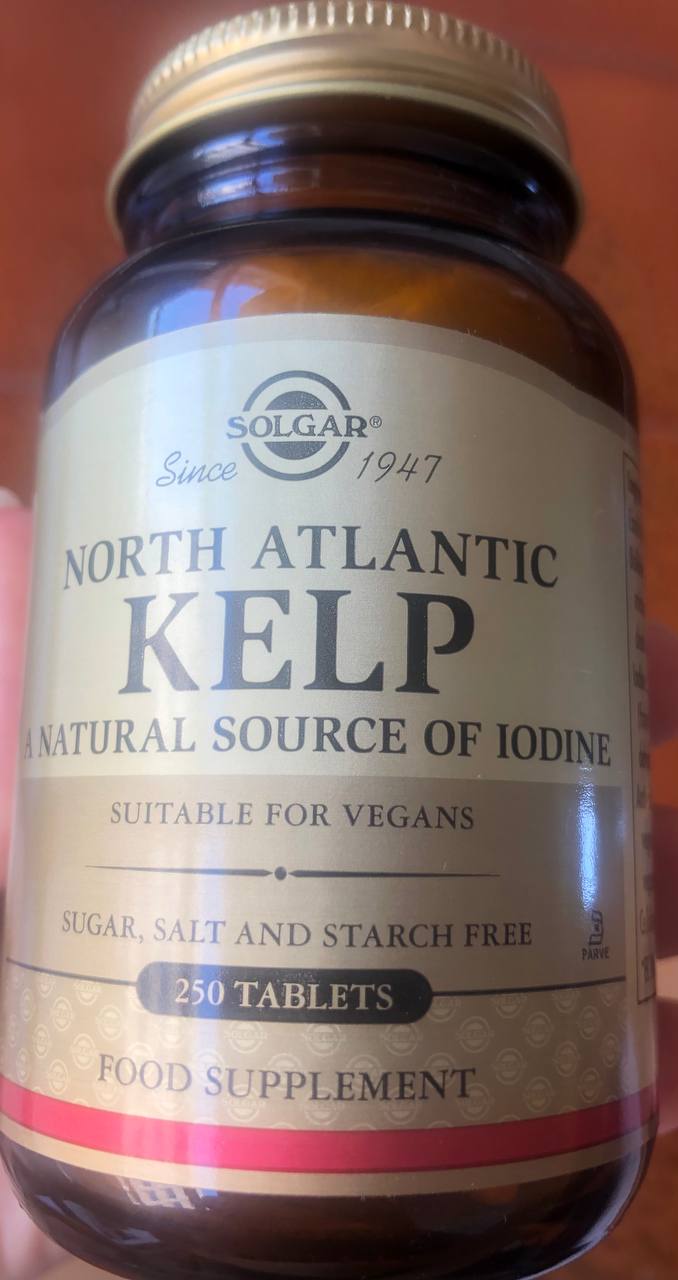 SOLGAR®
Since 1947
NORTH ATLANTIC
KELP
A NATURAL SOURCE OF IODINE
SUITABLE FOR VEGANS
SUGAR, SALT AND STARCH FREE
PARVE
250 TABLETS
FOOD SUPPLEMENT